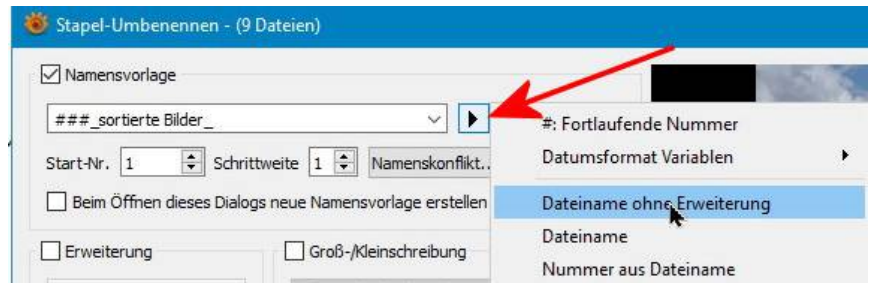 Stapel-Umbenennen - (9 Dateien)
Namensvorlage
###_sortierte Bilder_
#: Fortlaufende Nummer
Start-Nr. 1 Schrittweite 1 Namenskonflikt..
Datumsformat Variablen
Beim Öffnen dieses Dialogs neue Namensvorlage erstellen
Dateiname ohne Erweiterung
Dateiname
Erweiterung
Groß-/Kleinschreibung
Nummer aus Dateiname